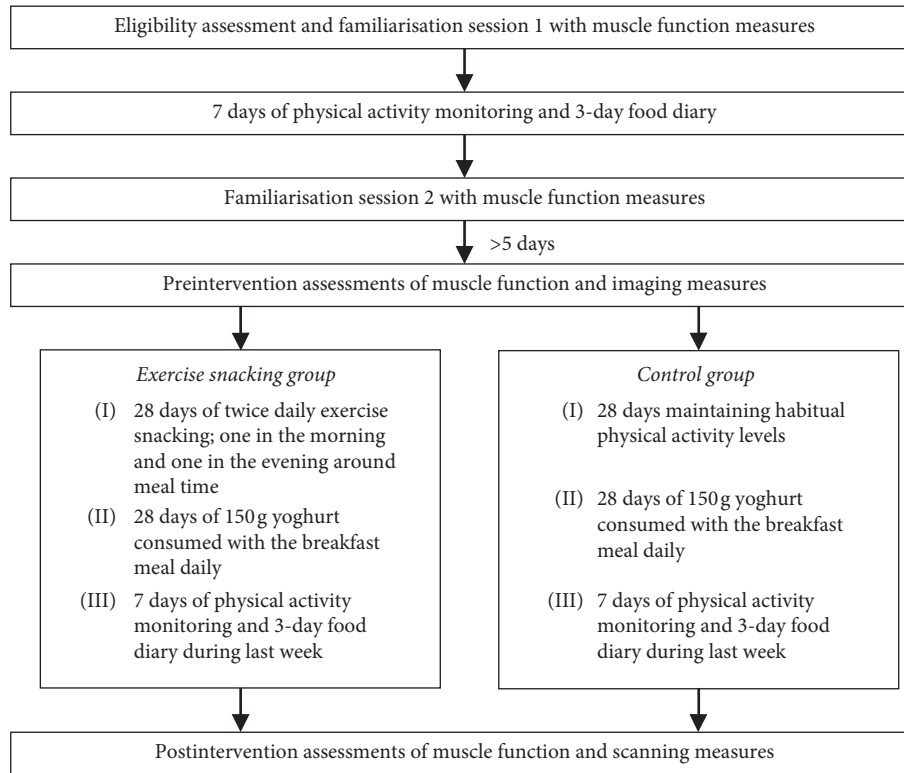 Eligibility assessment and familiarisation session 1 with muscle function measures
7 days of physical activity monitoring and 3-day food diary
Familiarisation session 2 with muscle function measures
>5 days
Preintervention assessments of muscle function and imaging measures
Exercise snacking group
(I) 28 days of twice daily exercise
snacking; one in the morning
and one in the evening around
meal time
(II) 28 days of 150 g yoghurt
consumed with the breakfast
meal daily
(III) 7 days of physical activity
monitoring and 3-day food
diary during last week
Control group
(I) 28 days maintaining habitual
physical activity levels
(II) 28 days of 150 g yoghurt
consumed with the breakfast
meal daily
(III) 7 days of physical activity
monitoring and 3-day food
diary during last week
Postintervention assessments of muscle function and scanning measures